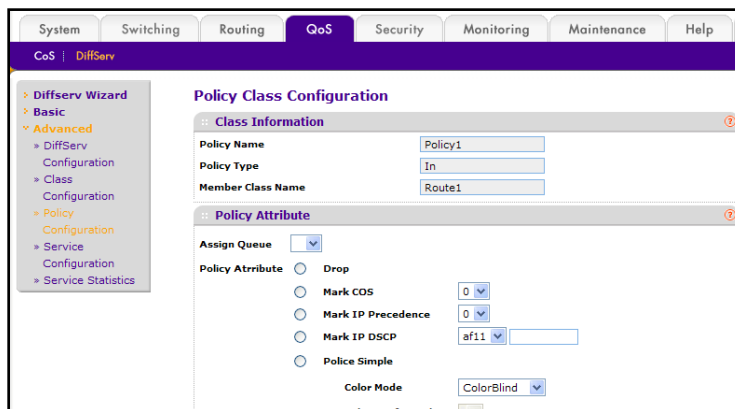 System Switching Routing QoS Security Monitoring Maintenance Help
CoS | DiffServ
Diffserv Wizard
Basic
Advanced
» DiffServ
Configuration
» Class
Configuration
» Policy
Configuration
» Service
Configuration
» Service Statistics
Policy Class Configuration
:: Class Information ?
Policy Name Policy1
Policy Type In
Member Class Name Route1
:: Policy Attribute ?
Assign Queue
Policy Atrribute Drop
Mark COS 0
Mark IP Precedence 0
Mark IP DSCP af11
Police Simple
Color Mode ColorBlind